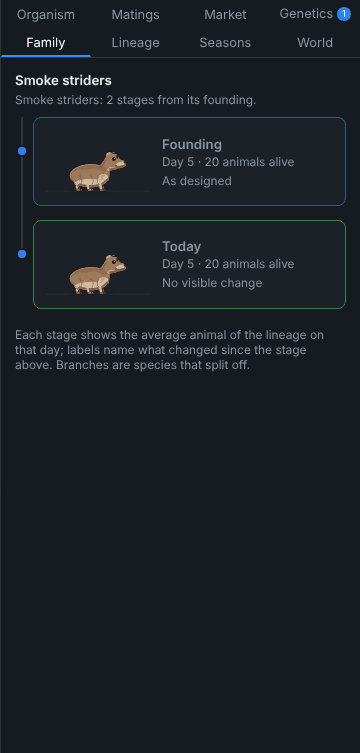 Organism Matings Market Genetics 1
Family Lineage Seasons World
Smoke striders
Smoke striders: 2 stages from its founding.
Founding
Day 5 · 20 animals alive
As designed
Today
Day 5 · 20 animals alive
No visible change
Each stage shows the average animal of the lineage on
that day; labels name what changed since the stage
above. Branches are species that split off.